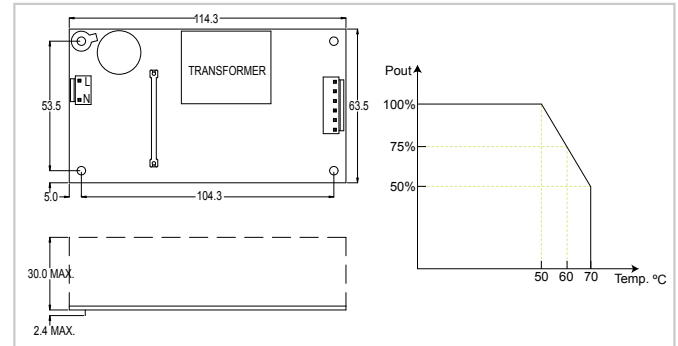 114.3
TRANSFORMER
L
N
53.5
63.5
5.0
104.3
30.0 MAX.
2.4 MAX.
Pout
100%
75%
50%
50 60 70 Temp. ºC